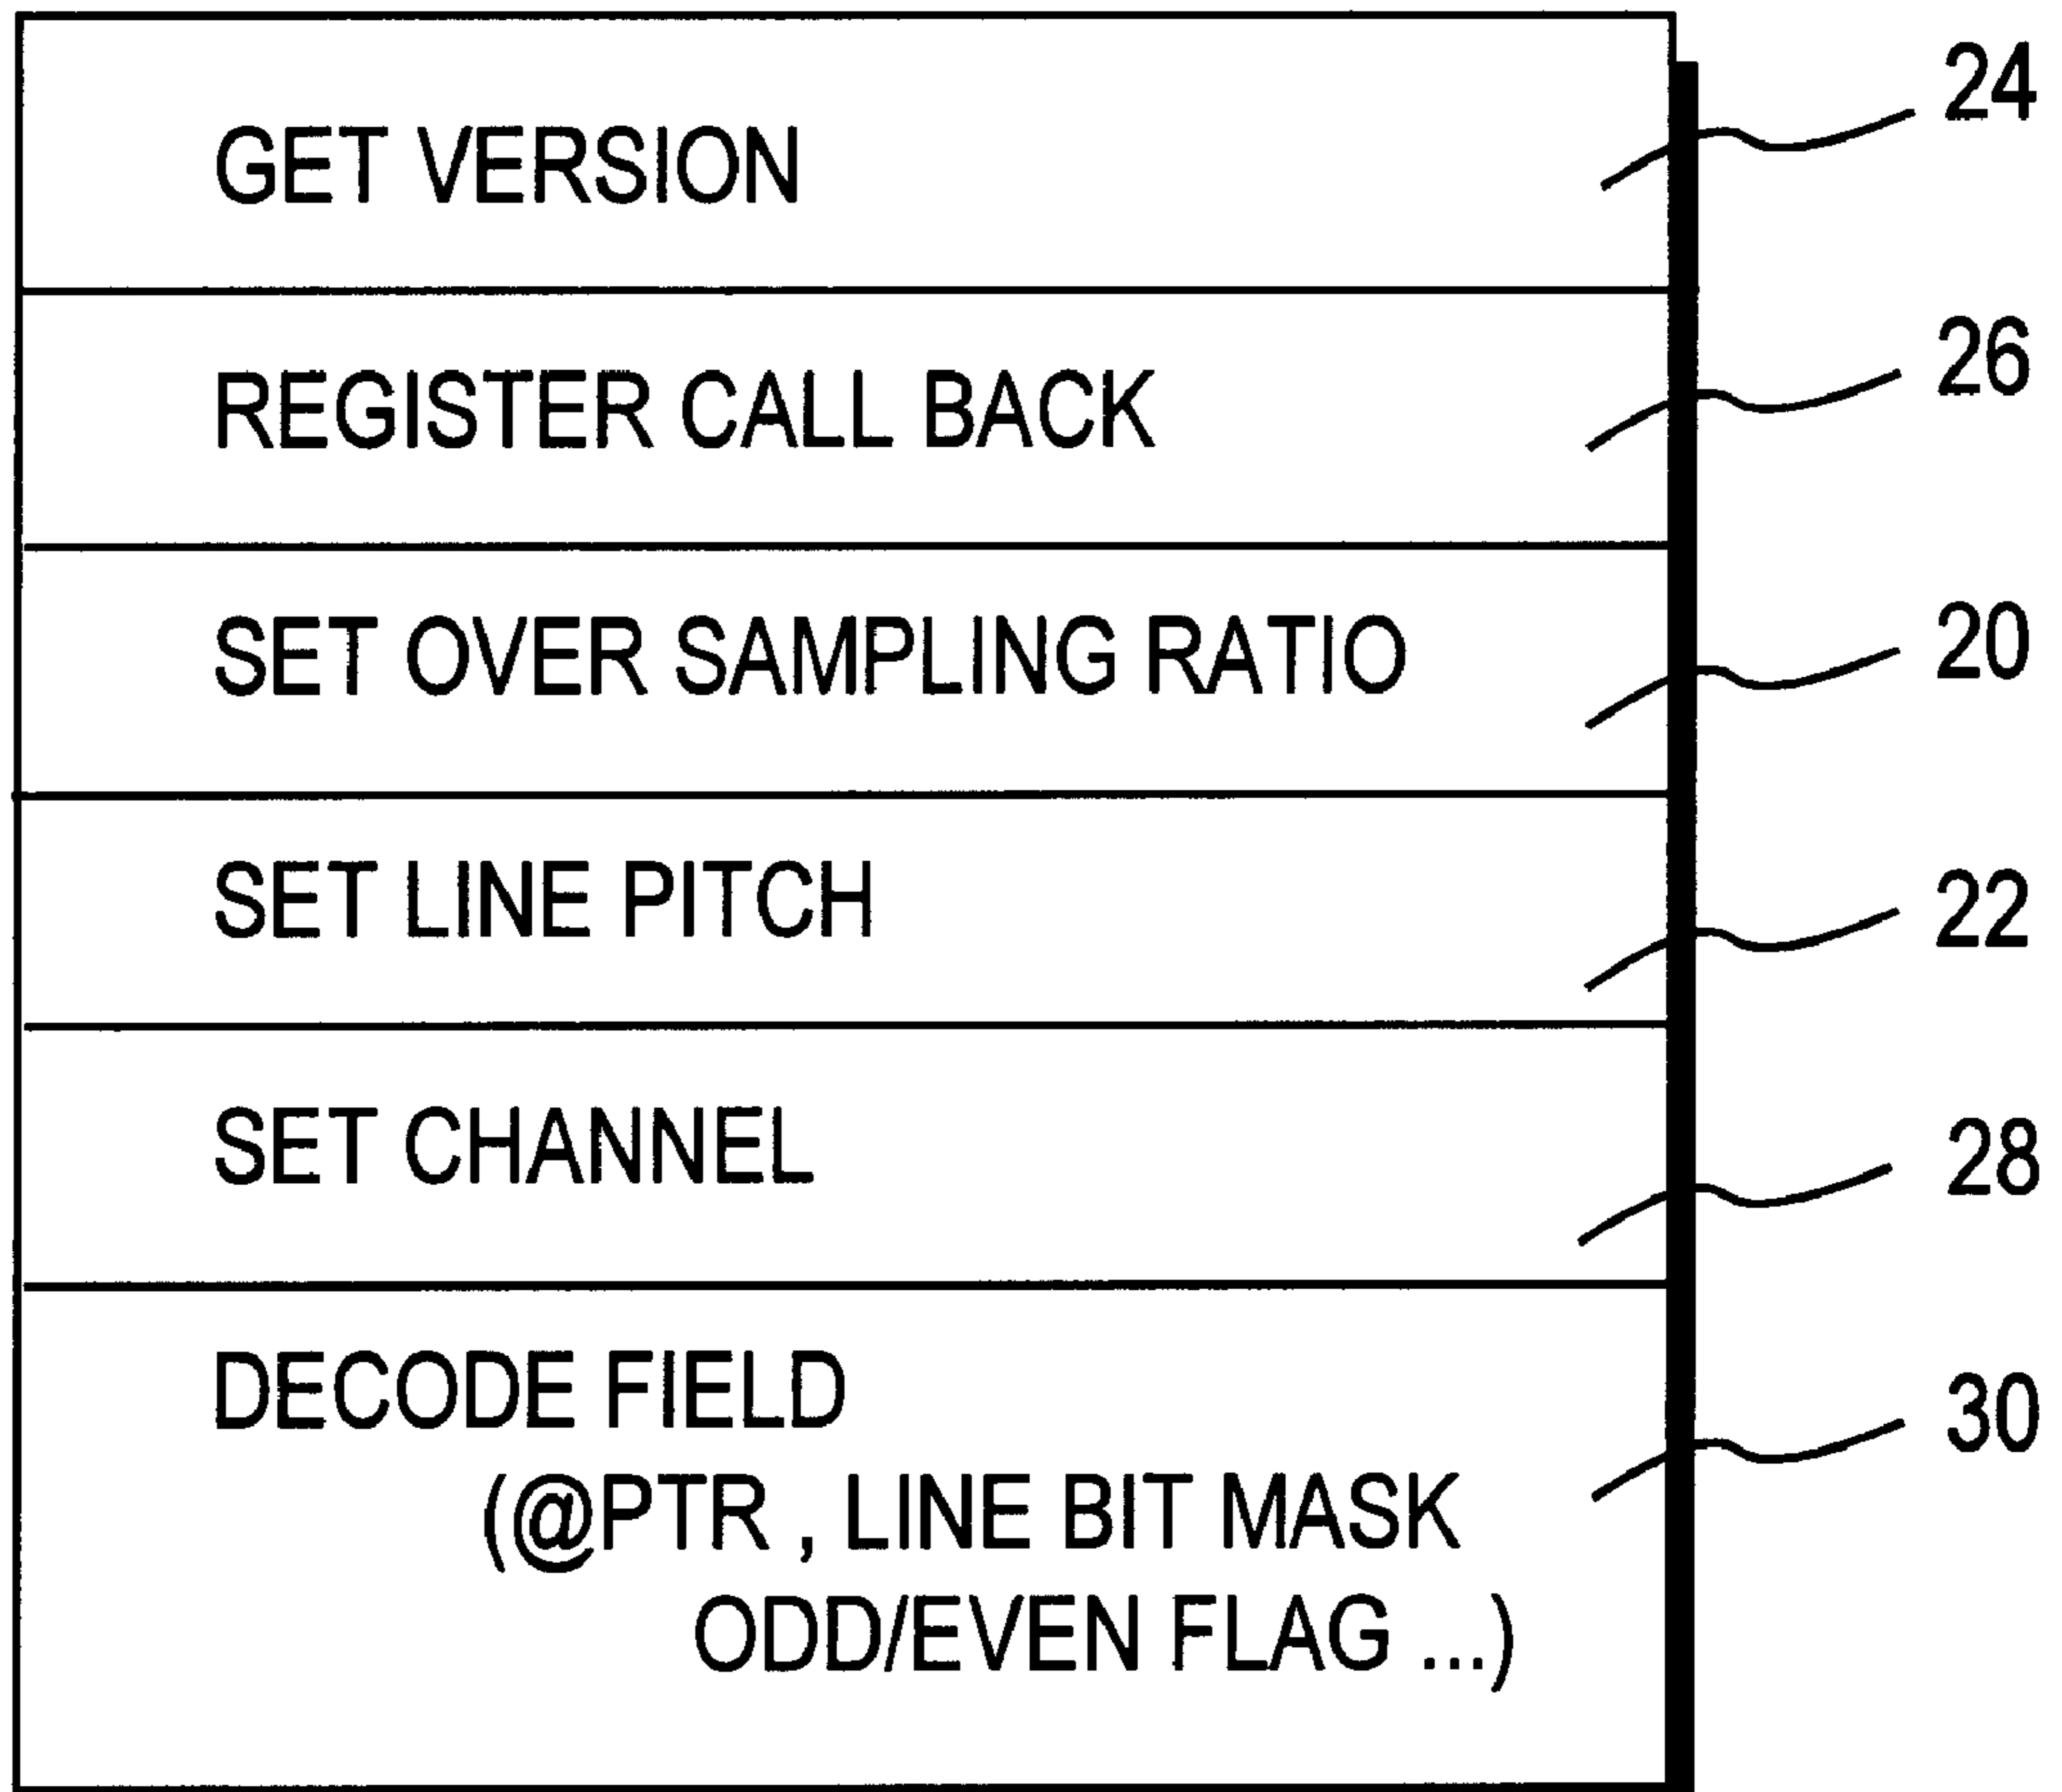 GET VERSION
24
REGISTER CALL BACK
26
SET OVER SAMPLING RATIO
20
SET LINE PITCH
22
SET CHANNEL
28
DECODE FIELD
30
(@PTR , LINE BIT MASK
ODD/EVEN FLAG ...)